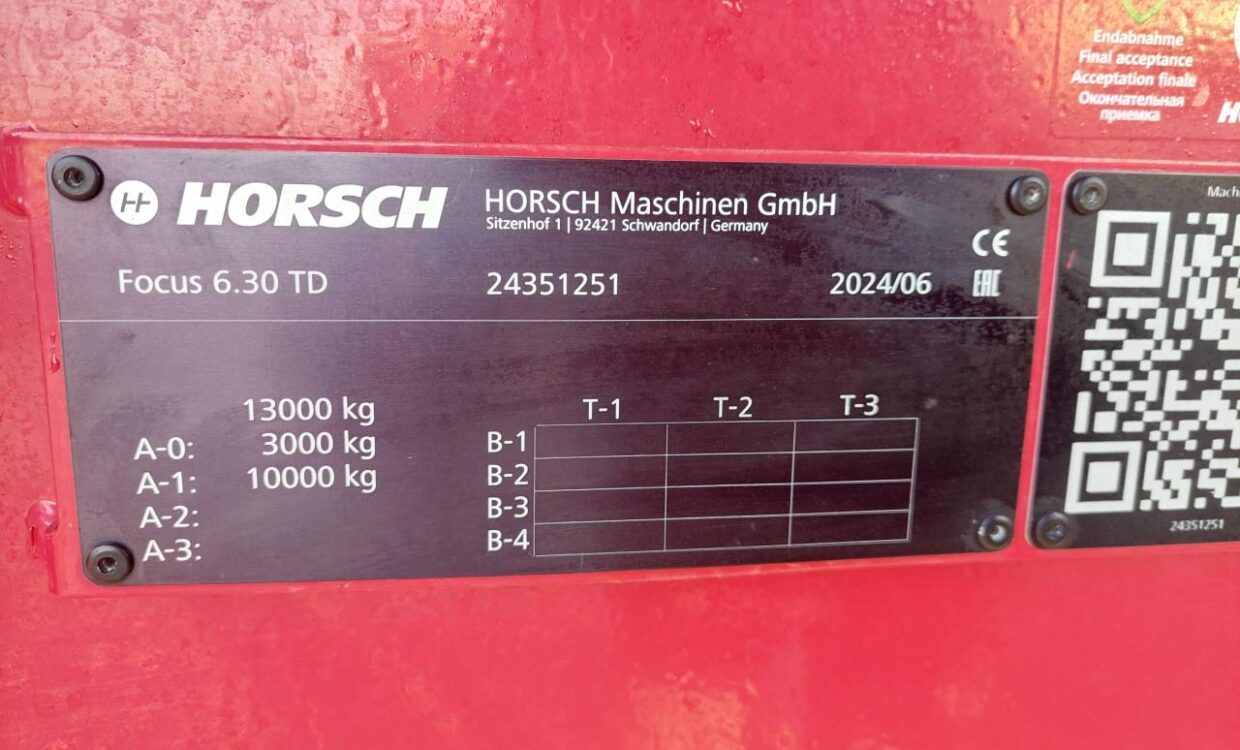 Endabnahme
Final acceptance
Acceptation finale
Окончательная
приемка
HORSCH HORSCH Maschinen GmbH
Sitzenhof 1 | 92421 Schwandorf | Germany
CE
Focus 6.30 TD 24351251 2024/06 EAC
13000 kg T-1 T-2 T-3
A-0: 3000 kg B-1
A-1: 10000 kg B-2
A-2: B-3
A-3: B-4
24351251